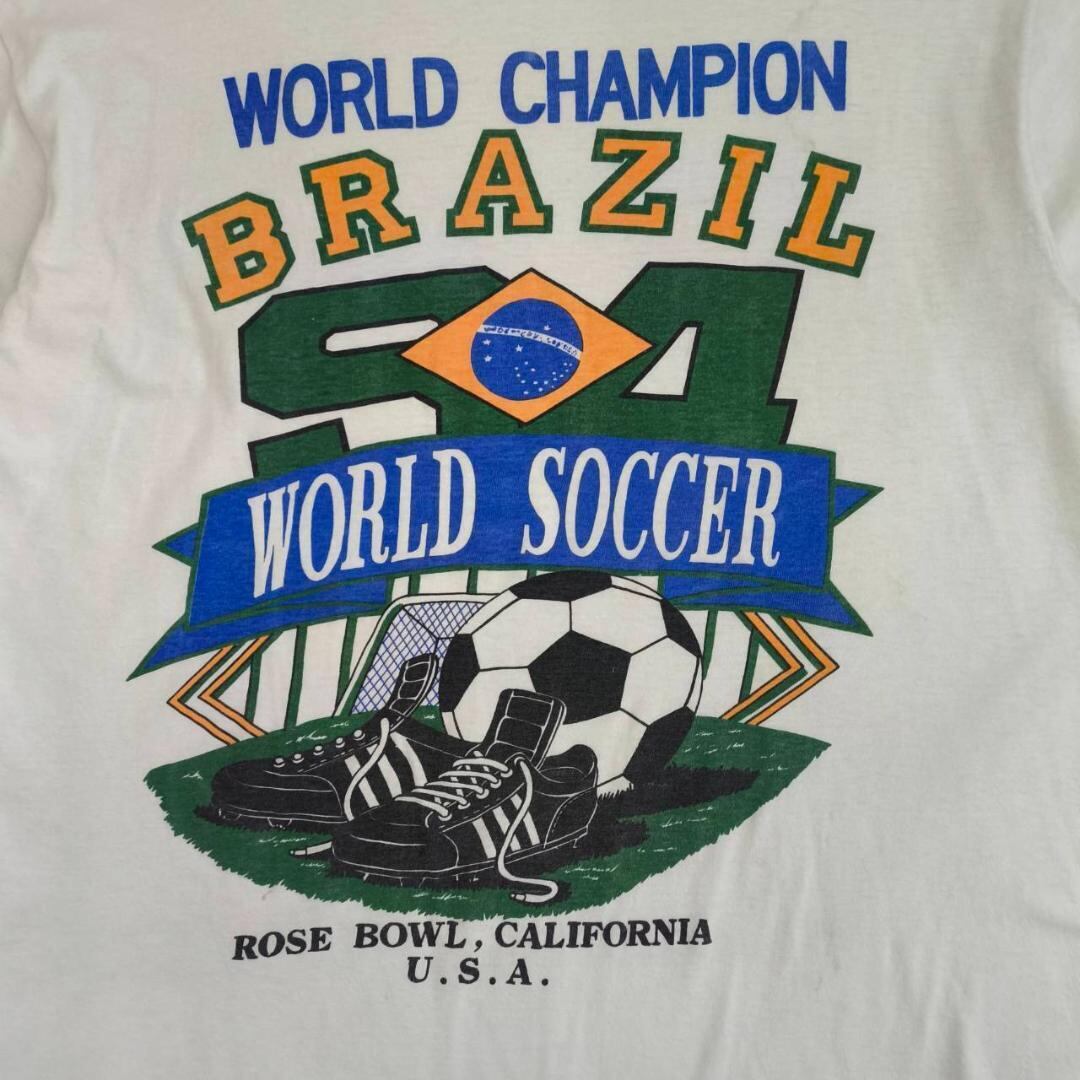 WORLD CHAMPION
BRAZIL
94
WORLD SOCCER
ROSE BOWL, CALIFORNIA
U.S.A.